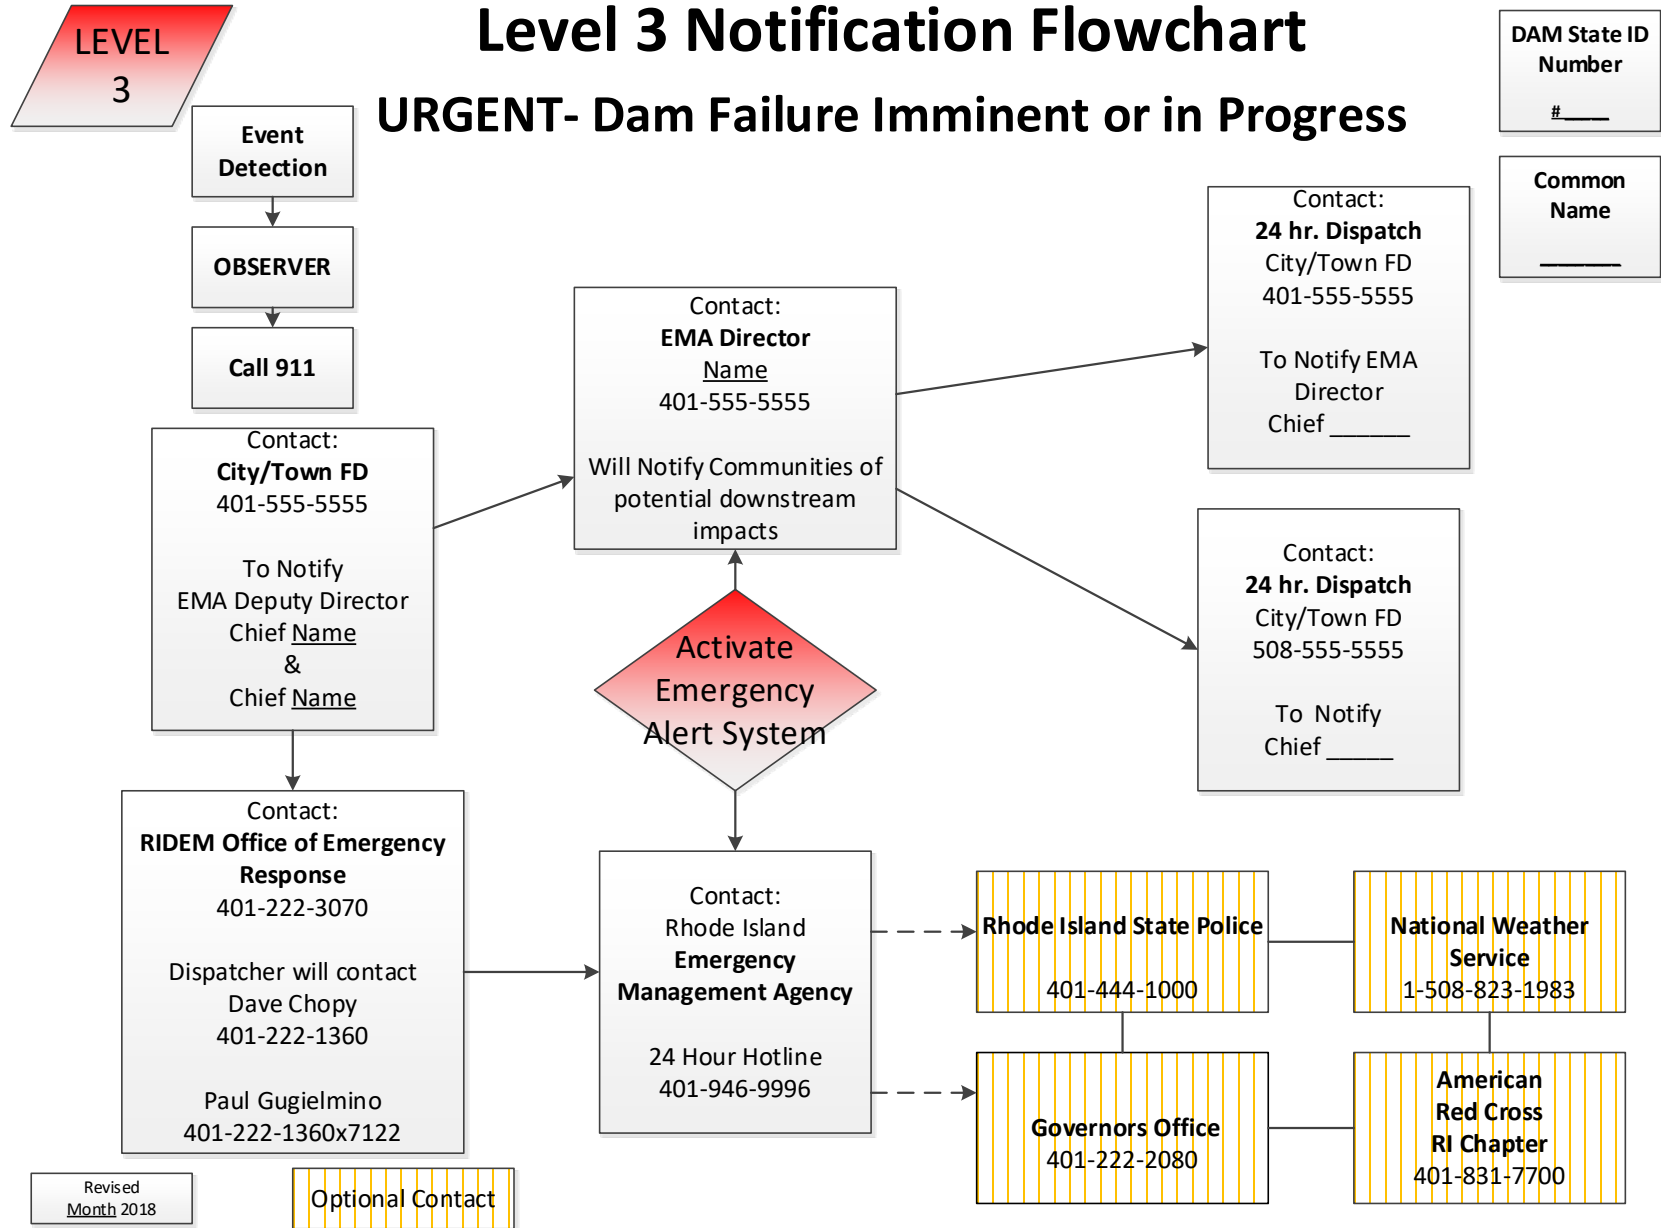 LEVEL
3
Level 3 Notification Flowchart
URGENT- Dam Failure Imminent or in Progress
DAM State ID
Number
#____
Common
Name
________
Event
Detection
OBSERVER
Call 911
Contact:
City/Town FD
401-555-5555
To Notify
EMA Deputy Director
Chief Name
&
Chief Name
Contact:
EMA Director
Name
401-555-5555
Will Notify Communities of
potential downstream
impacts
Contact:
24 hr. Dispatch
City/Town FD
401-555-5555
To Notify EMA
Director
Chief ______
Contact:
24 hr. Dispatch
City/Town FD
508-555-5555
To Notify
Chief _____
Activate
Emergency
Alert System
Contact:
RIDEM Office of Emergency
Response
401-222-3070
Dispatcher will contact
Dave Chopy
401-222-1360
Paul Gugielmino
401-222-1360x7122
Contact:
Rhode Island
Emergency
Management Agency
24 Hour Hotline
401-946-9996
Rhode Island State Police
401-444-1000
National Weather
Service
1-508-823-1983
Governors Office
401-222-2080
American
Red Cross
RI Chapter
401-831-7700
Revised
Month 2018
Optional Contact